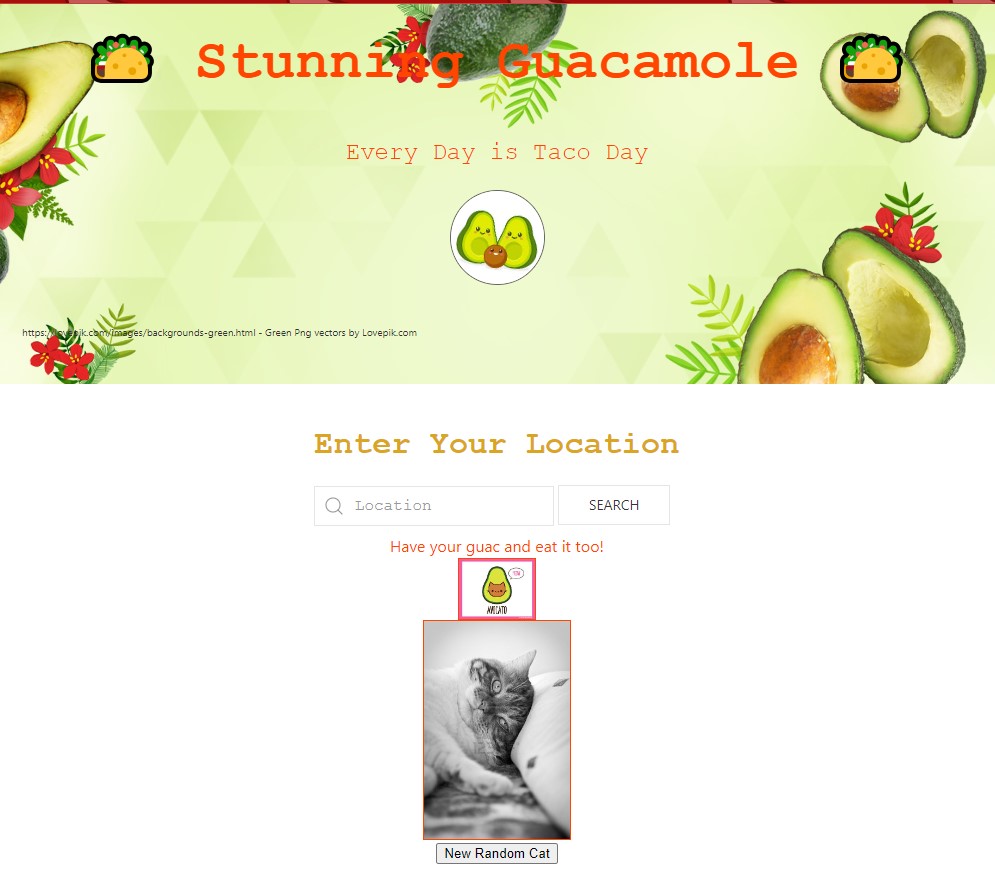 Stunning Guacamole
Every Day is Taco Day
https://lovepik.com/images/backgrounds-green.html - Green Png vectors by Lovepik.com
Enter Your Location
Location
SEARCH
Have your guac and eat it too!
AVOCATO
New Random Cat